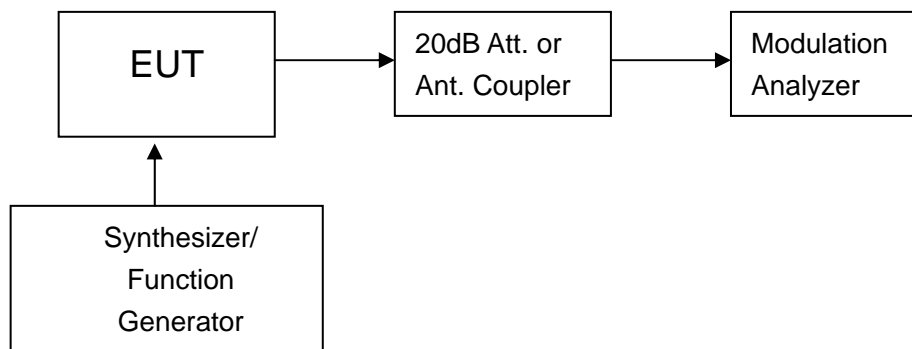 EUT
20dB Att. or
Ant. Coupler
Modulation
Analyzer
Synthesizer/
Function
Generator